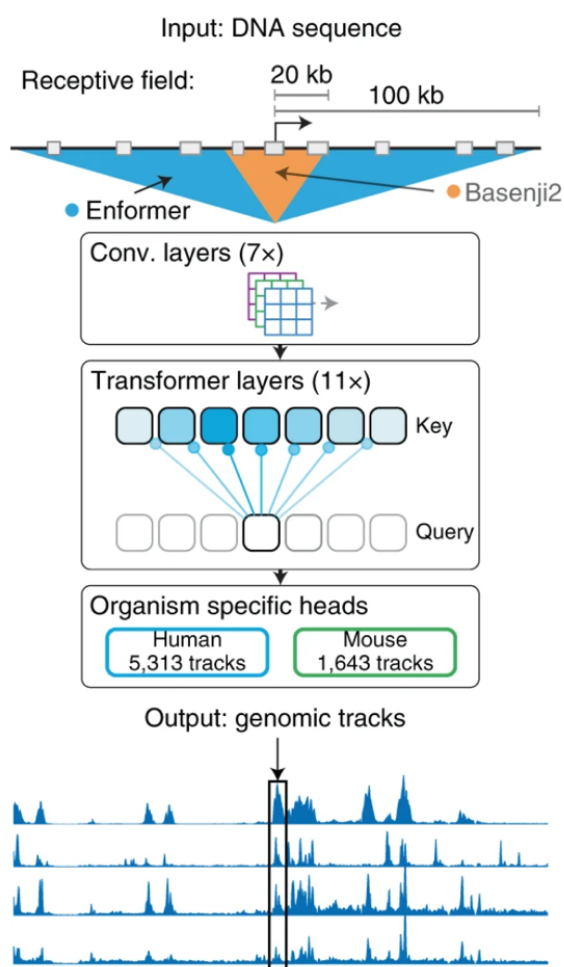 Input: DNA sequence
Receptive field:
20 kb
100 kb
Enformer
Basenji2
Conv. layers (7×)
Transformer layers (11×)
Key
Query
Organism specific heads
Human
5,313 tracks
Mouse
1,643 tracks
Output: genomic tracks